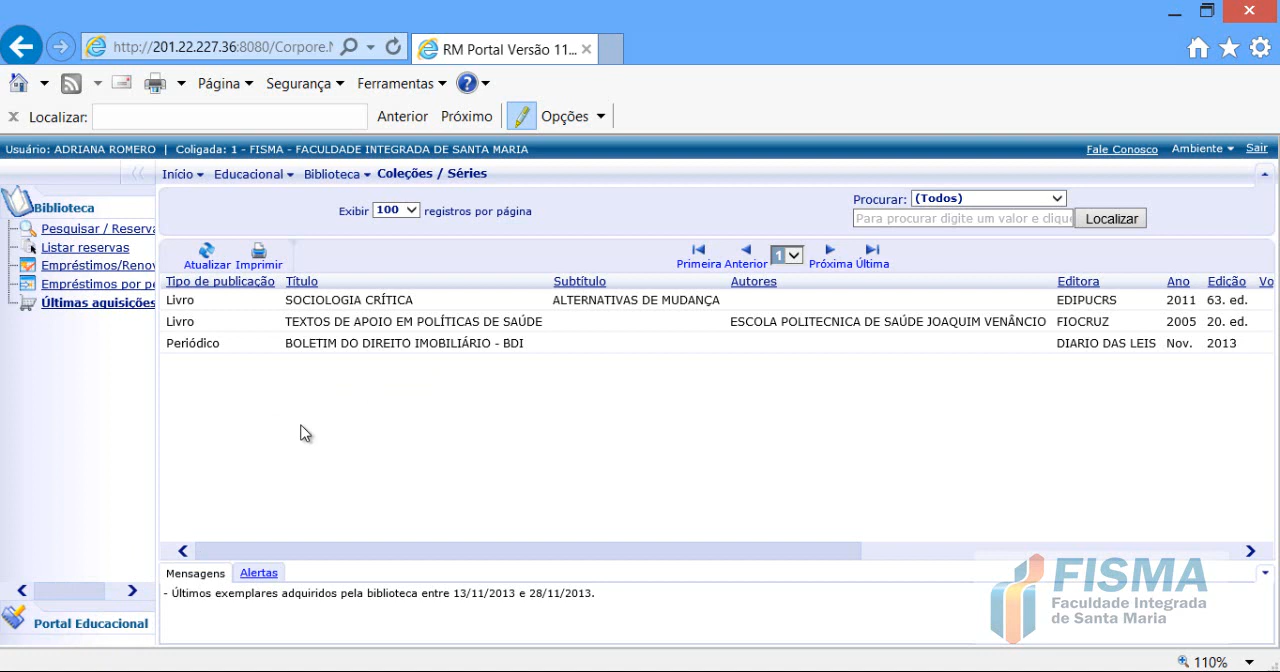 http://201.22.227.36:8080/Corpore.N
RM Portal Versão 11...
Página Segurança Ferramentas
x Localizar: Anterior Próximo Opções
Usuário: ADRIANA ROMERO | Coligada: 1 - FISMA - FACULDADE INTEGRADA DE SANTA MARIA Fale Conosco Ambiente Sair
Início Educacional Biblioteca Coleções / Séries
Biblioteca
Pesquisar / Reserva
Listar reservas
Empréstimos/Renov
Empréstimos por pe
Últimas aquisições
Portal Educacional
Exibir 100 registros por página
Procurar: (Todos)
Para procurar digite um valor e clique Localizar
Atualizar Imprimir Primeira Anterior 1 Próxima Última
Tipo de publicação Título Subtítulo Autores Editora Ano Edição Vo
Livro SOCIOLOGIA CRÍTICA ALTERNATIVAS DE MUDANÇA EDIPUCRS 2011 63. ed.
Livro TEXTOS DE APOIO EM POLÍTICAS DE SAÚDE ESCOLA POLITECNICA DE SAÚDE JOAQUIM VENÂNCIO FIOCRUZ 2005 20. ed.
Periódico BOLETIM DO DIREITO IMOBILIÁRIO - BDI DIARIO DAS LEIS Nov. 2013
Mensagens Alertas
- Últimos exemplares adquiridos pela biblioteca entre 13/11/2013 e 28/11/2013.
FISMA
Faculdade Integrada
de Santa Maria
110%